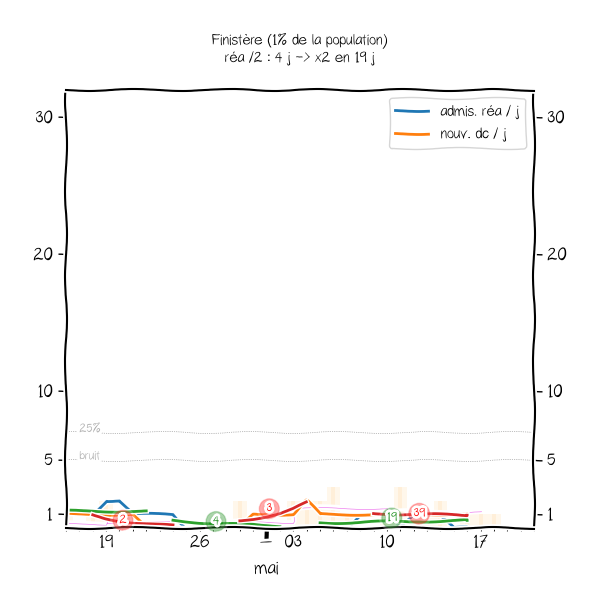 Finistère (1% de la population)
réa /2 : 4 j -> x2 en 19 j
admis. réa / j
nouv. dc / j
30 30
20 20
10 10
25%
5 bruit 5
1 2 4 3 19 39 1
19 26 1 03 10 17
mai